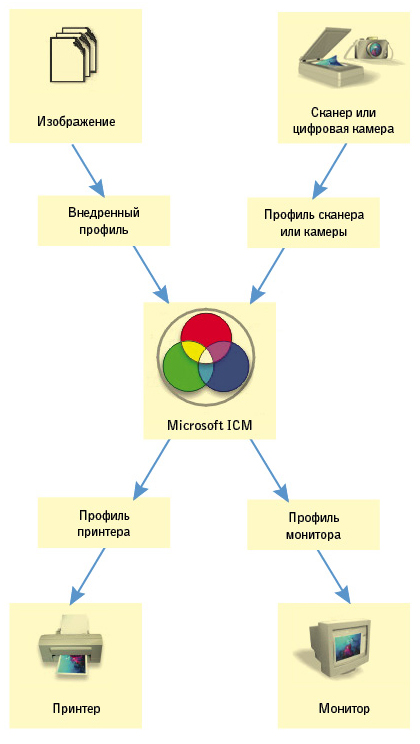 Изображение
Сканер или
цифровая камера
Внедренный
профиль
Профиль сканера
или камеры
Microsoft ICM
Профиль
принтера
Профиль
монитора
Принтер
Монитор